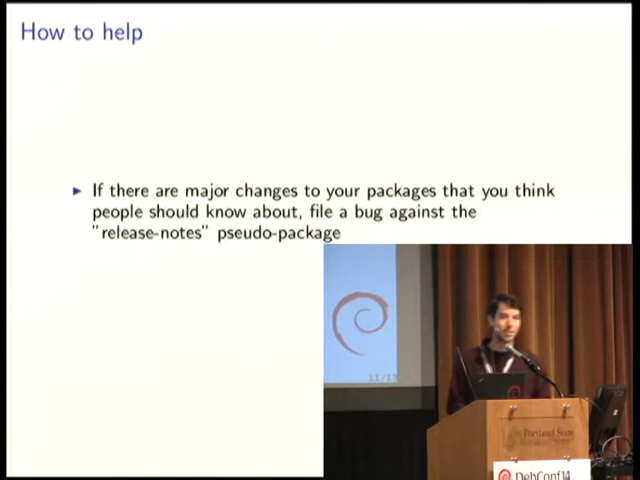 How to help
If there are major changes to your packages that you think
people should know about, file a bug against the
"release-notes" pseudo-package
11/13
Portland State
DebConf14